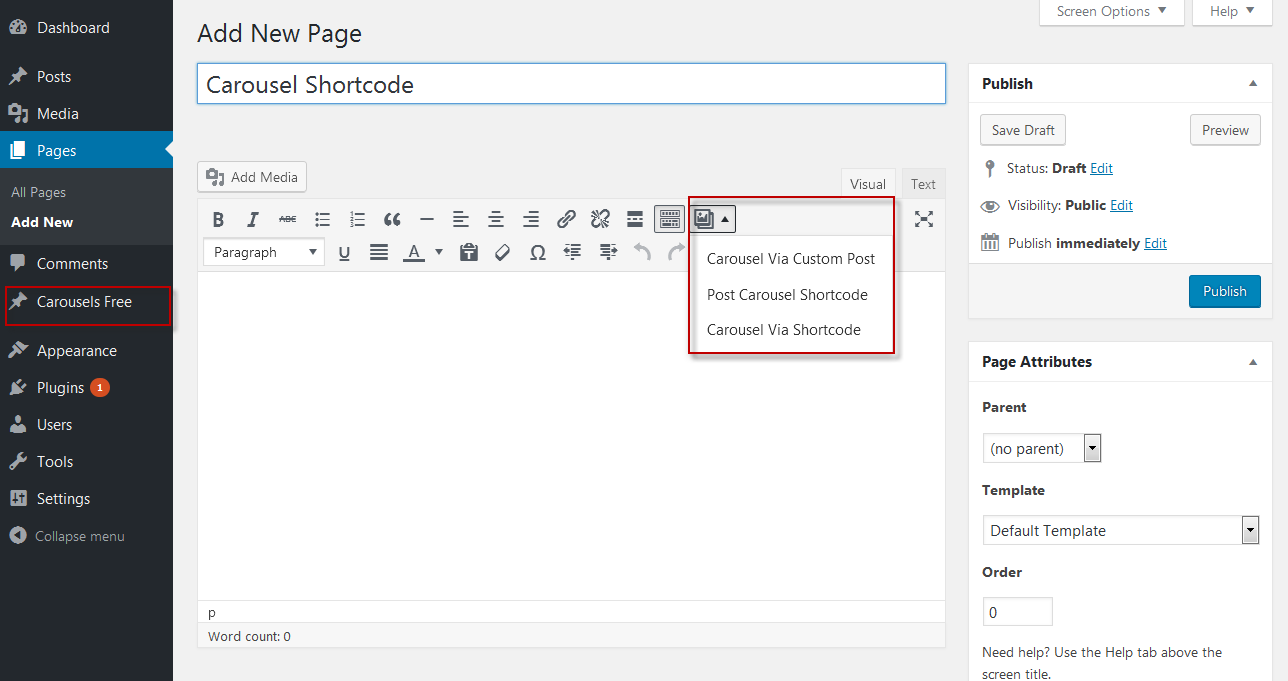 Dashboard
Posts
Media
Pages
All Pages
Add New
Comments
Carousels Free
Appearance
Plugins 1
Users
Tools
Settings
Collapse menu
Screen Options
Help
Add New Page
Carousel Shortcode
Add Media
Visual
Text
B I ABC
Paragraph U A T Ω
Carousel Via Custom Post
Post Carousel Shortcode
Carousel Via Shortcode
p
Word count: 0
Publish
Save Draft
Preview
Status: Draft Edit
Visibility: Public Edit
Publish immediately Edit
Publish
Page Attributes
Parent
(no parent)
Template
Default Template
Order
0
Need help? Use the Help tab above the
screen title.